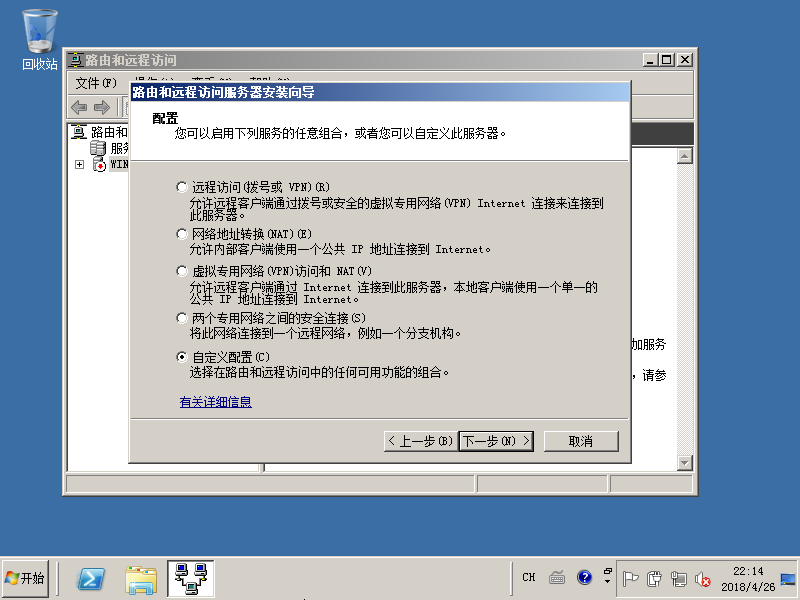 回收站
路由和远程访问
文件(F)
路由和远程访问服务器安装向导
配置
您可以启用下列服务的任意组合，或者您可以自定义此服务器。
路由和
服务
WIN
远程访问(拨号或 VPN)(R)
允许远程客户端通过拨号或安全的虚拟专用网络(VPN) Internet 连接来连接到
此服务器。
网络地址转换(NAT)(E)
允许内部客户端使用一个公共 IP 地址连接到 Internet。
虚拟专用网络(VPN)访问和 NAT(V)
允许远程客户端通过 Internet 连接到此服务器，本地客户端使用一个单一的
公共 IP 地址连接到 Internet。
两个专用网络之间的安全连接(S)
将此网络连接到一个远程网络，例如一个分支机构。
加服务
自定义配置(C)
选择在路由和远程访问中的任何可用功能的组合。
，请参
有关详细信息
< 上一步(B)
下一步(N) >
取消
开始
CH
22:14
2018/4/26